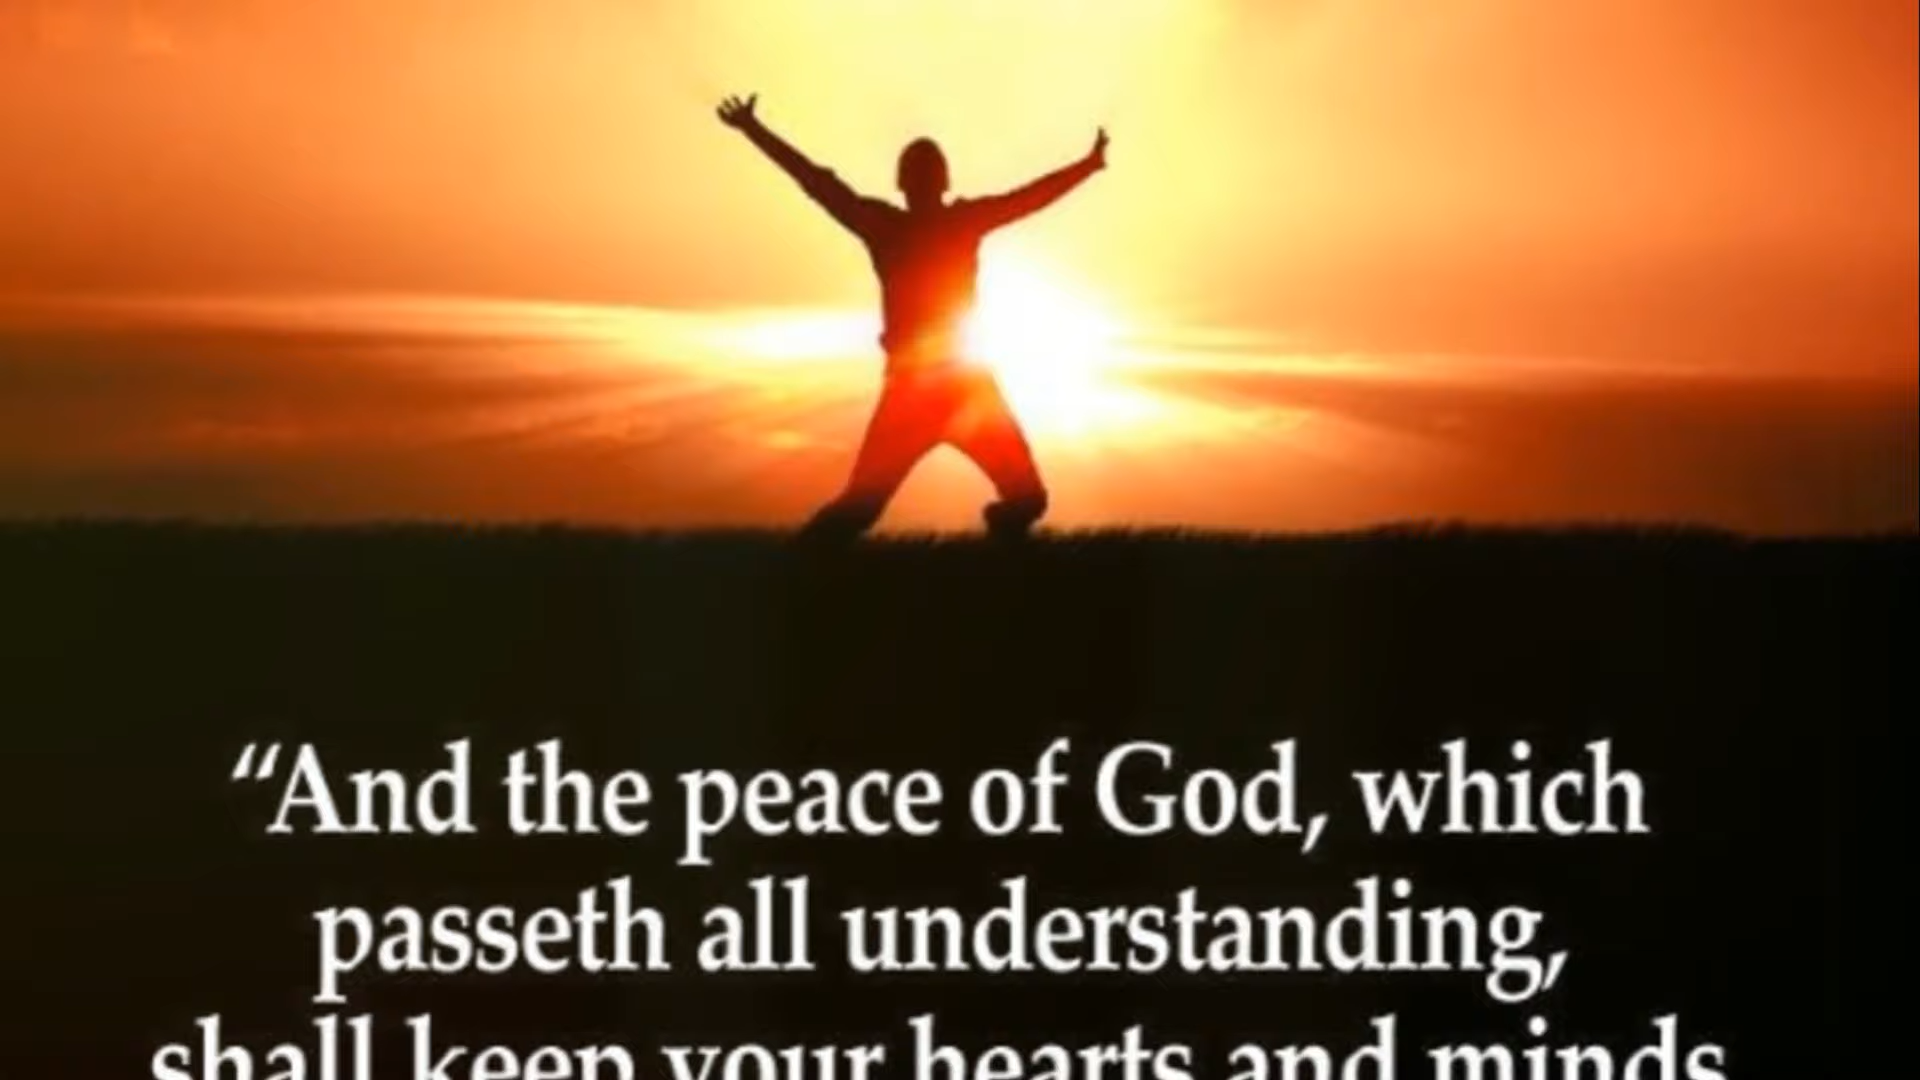 “And the peace of God, which
passeth all understanding,
shall keep your hearts and minds